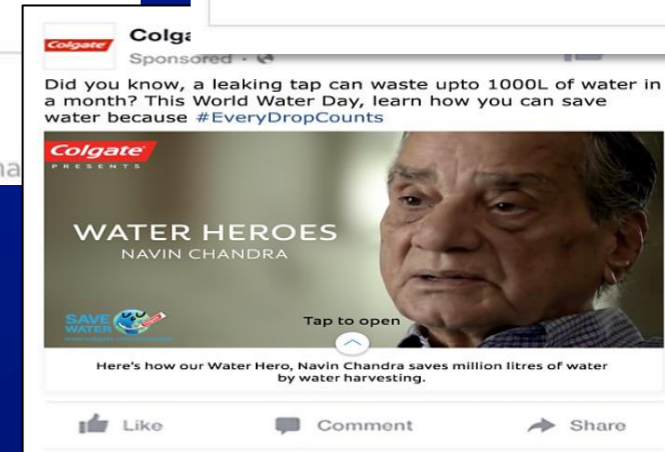 Colgate
Sponsored
Did you know, a leaking tap can waste upto 1000L of water in
a month? This World Water Day, learn how you can save
water because #EveryDropCounts
Colgate
PRESENTS
WATER HEROES
NAVIN CHANDRA
SAVE
WATER
Tap to open
Here's how our Water Hero, Navin Chandra saves million litres of water
by water harvesting.
Like Comment Share